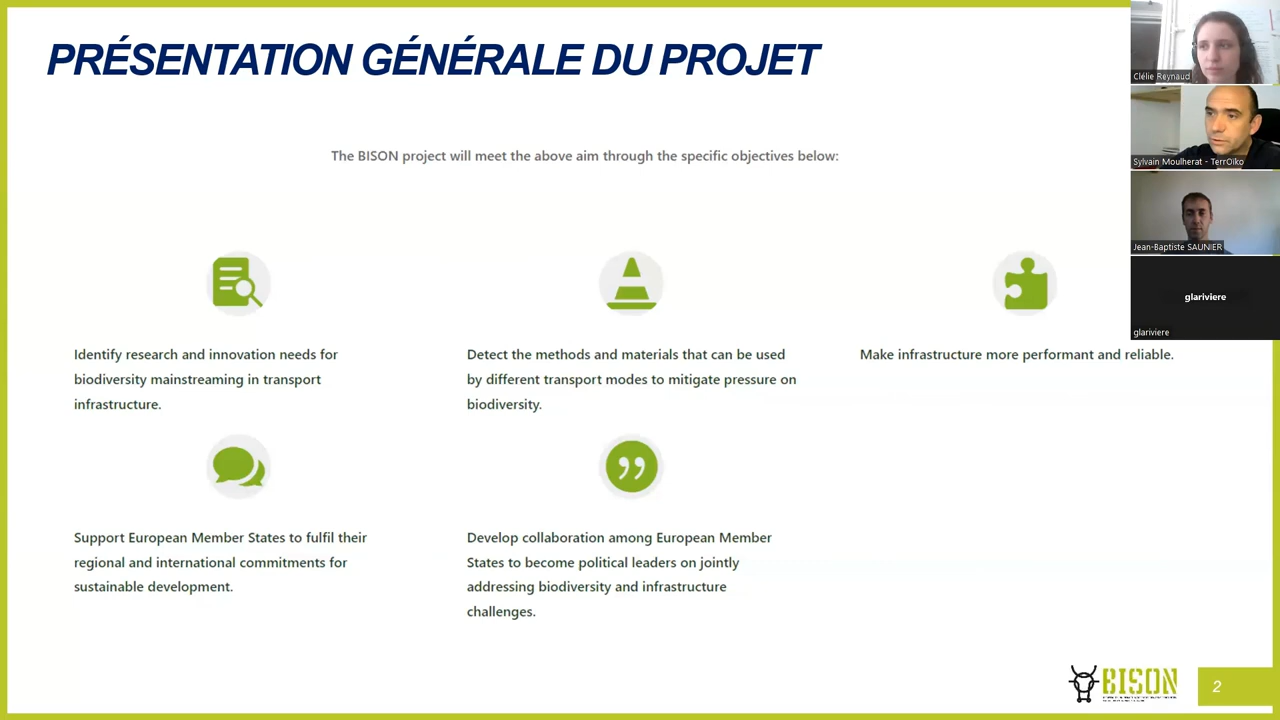 PRÉSENTATION GÉNÉRALE DU PROJET
The BISON project will meet the above aim through the specific objectives below:
Identify research and innovation needs for
biodiversity mainstreaming in transport
infrastructure.
Detect the methods and materials that can be used
by different transport modes to mitigate pressure on
biodiversity.
Make infrastructure more performant and reliable.
Support European Member States to fulfil their
regional and international commitments for
sustainable development.
Develop collaboration among European Member
States to become political leaders on jointly
addressing biodiversity and infrastructure
challenges.
BISON
2
Clélie Reynaud
Sylvain Moulherat - TerrOïko
Jean-Baptiste SAUNIER
glariviere
glariviere